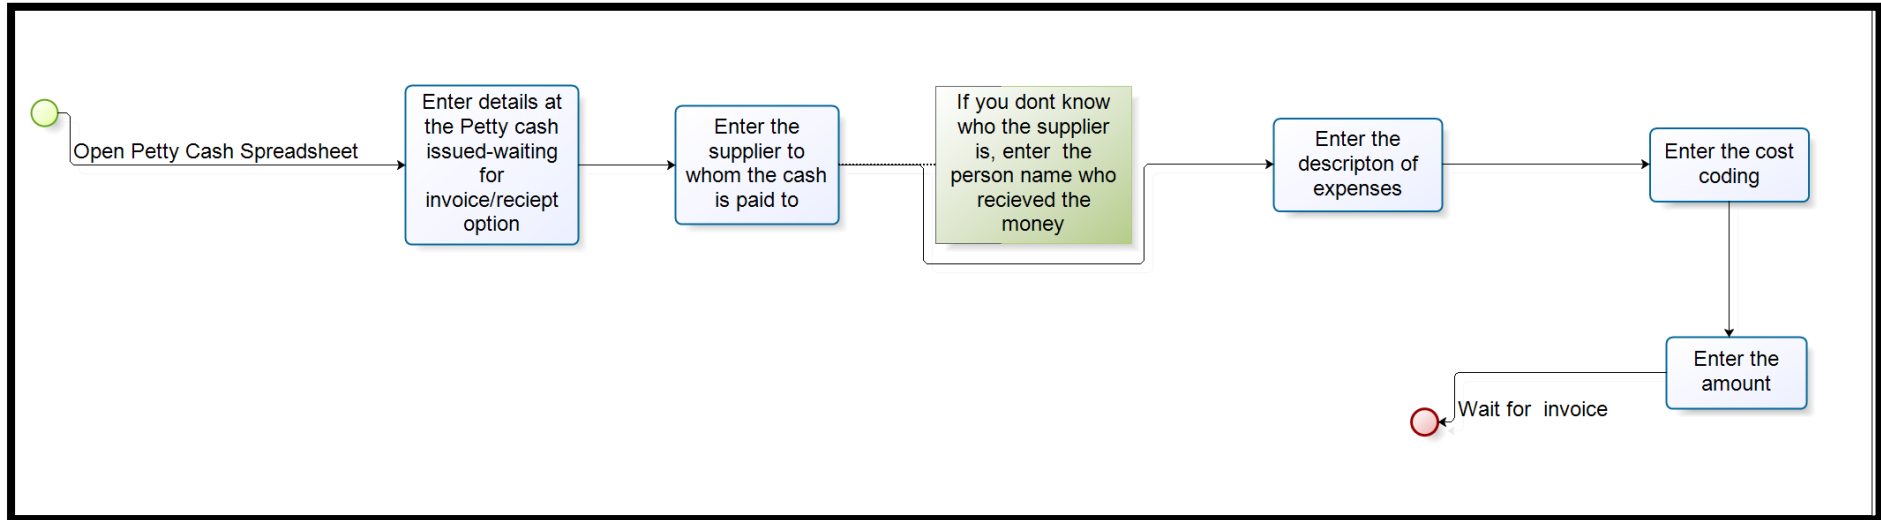 Open Petty Cash Spreadsheet
Enter details at
the Petty cash
issued-waiting
for
invoice/reciept
option
Enter the
supplier to
whom the cash
is paid to
If you dont know
who the supplier
is, enter  the
person name who
recieved the
money
Enter the
descripton of
expenses
Enter the cost
coding
Enter the
amount
Wait for  invoice